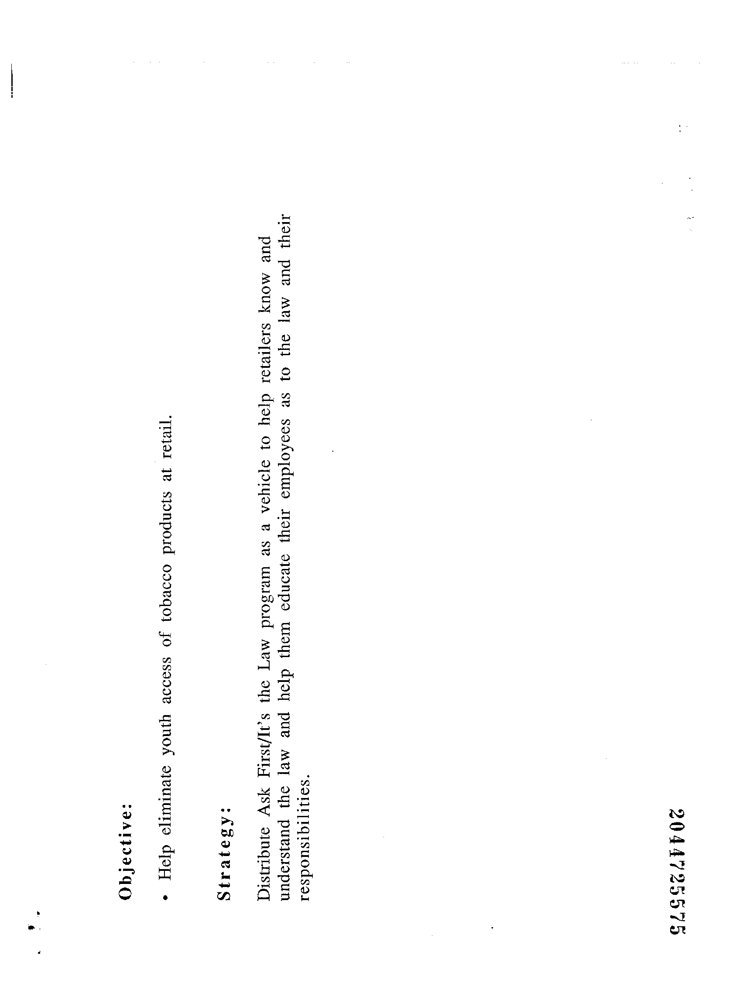 Objective:
• Help eliminate youth access of tobacco products at retail.
Strategy:
Distribute Ask First/It's the Law program as a vehicle to help retailers know and
understand the law and help them educate their employees as to the law and their
responsibilities.
2044725575